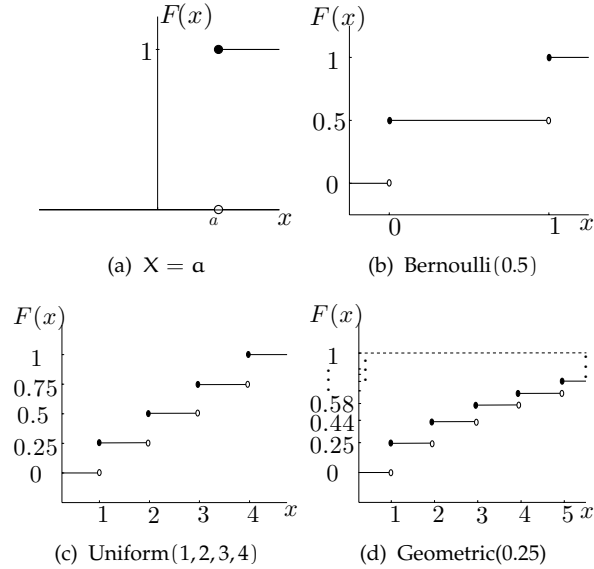 F(x)
1
a
x
(a) X = a
F(x)
1
0.5
0
0
1
x
(b) Bernoulli(0.5)
F(x)
1
0.75
0.5
0.25
0
1
2
3
4
x
(c) Uniform(1, 2, 3, 4)
F(x)
1
0.58
0.44
0.25
0
1
2
3
4
5
x
(d) Geometric(0.25)